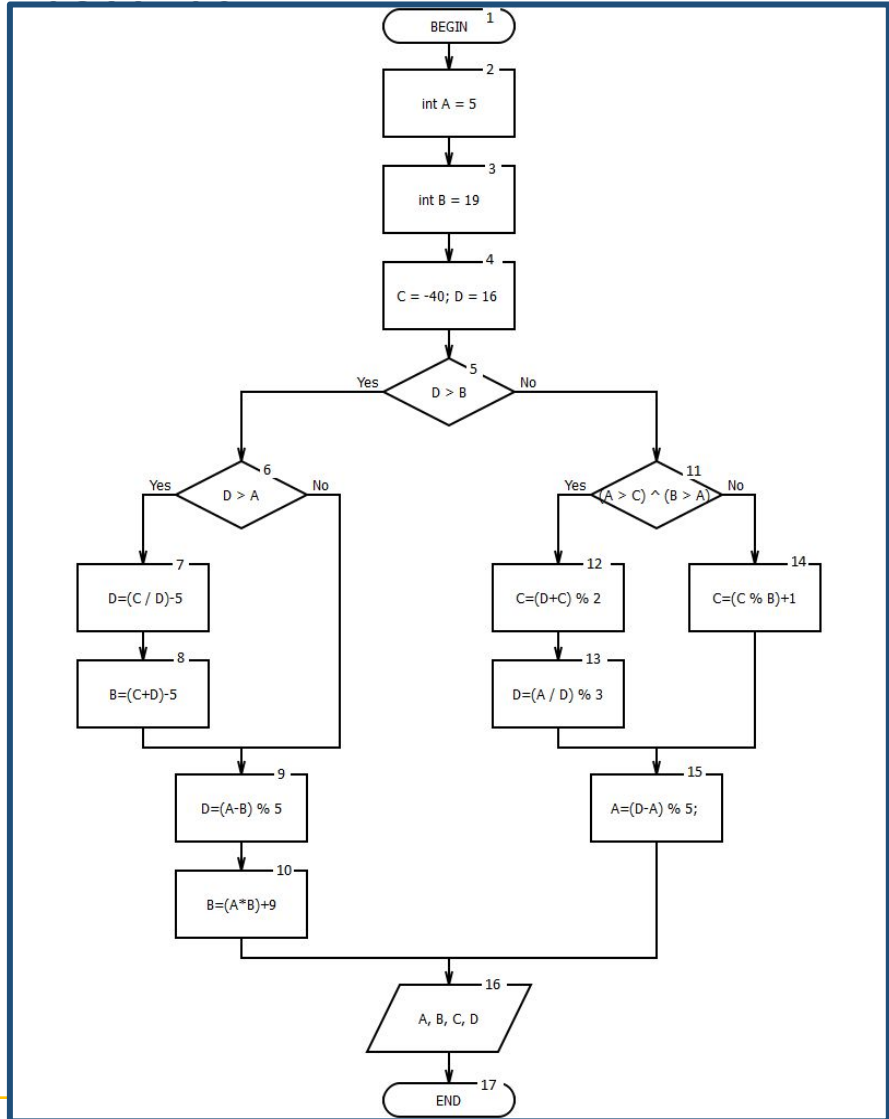 BEGIN 1
2
int A = 5
3
int B = 19
4
C = -40; D = 16
5
Yes D > B No
6
Yes D > A No
7
D=(C / D)-5
8
B=(C+D)-5
9
D=(A-B) % 5
10
B=(A*B)+9
11
Yes (A > C) ^ (B > A) No
12
C=(D+C) % 2
13
D=(A / D) % 3
14
C=(C % B)+1
15
A=(D-A) % 5;
16
A, B, C, D
17
END